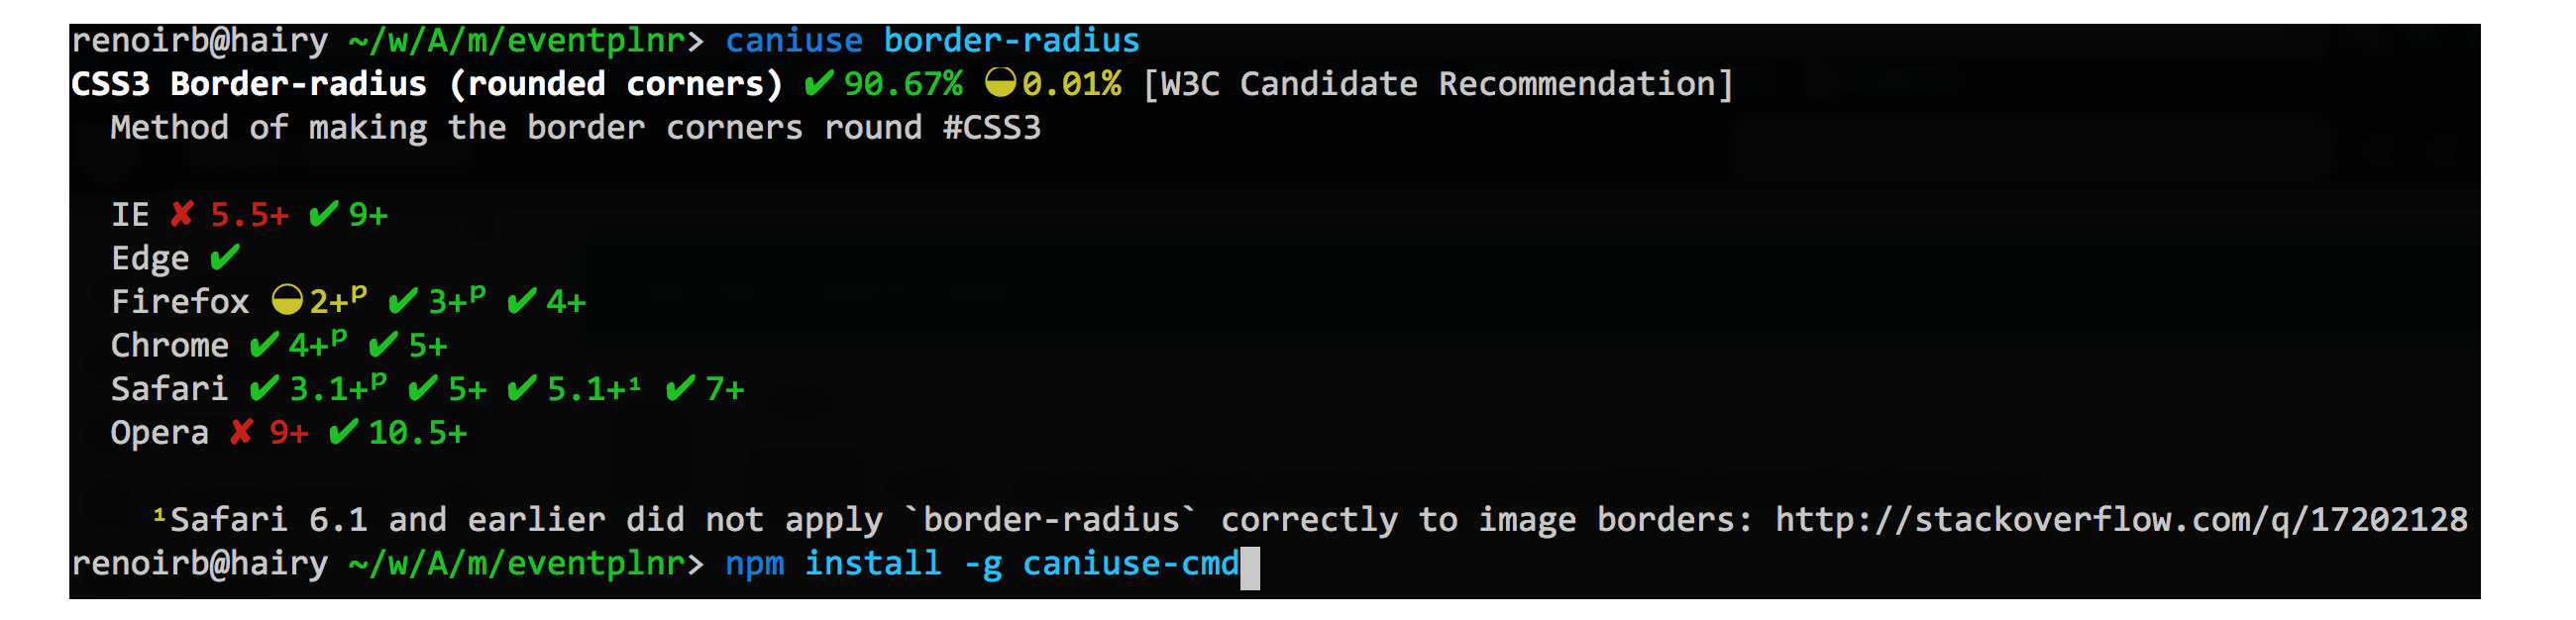 renoirb@hairy ~/w/A/m/eventplnr> caniuse border-radius
CSS3 Border-radius (rounded corners) ✔ 90.67% ◒ 0.01% [W3C Candidate Recommendation]
Method of making the border corners round #CSS3
IE ✘ 5.5+ ✔ 9+
Edge ✔
Firefox ◒ 2+ᵖ ✔ 3+ᵖ ✔ 4+
Chrome ✔ 4+ᵖ ✔ 5+
Safari ✔ 3.1+ᵖ ✔ 5+ ✔ 5.1+¹ ✔ 7+
Opera ✘ 9+ ✔ 10.5+
¹Safari 6.1 and earlier did not apply `border-radius` correctly to image borders: http://stackoverflow.com/q/17202128
renoirb@hairy ~/w/A/m/eventplnr> npm install -g caniuse-cmd